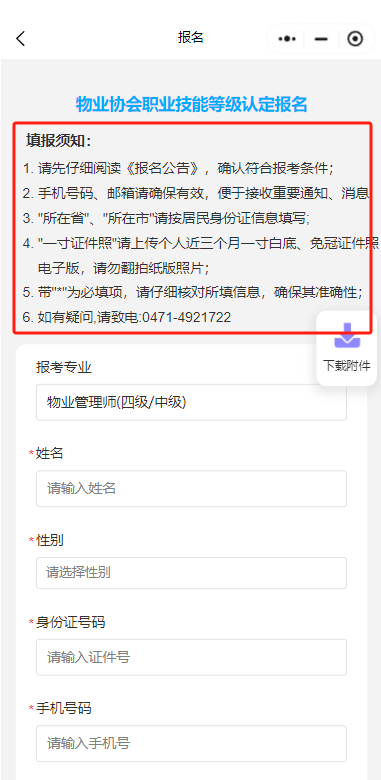 报名
物业协会职业技能等级认定报名
填报须知：
1. 请先仔细阅读《报名公告》，确认符合报考条件；
2. 手机号码、邮箱请确保有效，便于接收重要通知、消息
3. "所在省"、"所在市"请按居民身份证信息填写;
4. "一寸证件照"请上传个人近三个月一寸白底、免冠证件照
电子版，请勿翻拍纸版照片；
5. 带"*"为必填项，请仔细核对所填信息，确保其准确性；
6. 如有疑问,请致电:0471-4921722
下载附件
报考专业
物业管理师(四级/中级)
*姓名
请输入姓名
*性别
请选择性别
*身份证号码
请输入证件号
*手机号码
请输入手机号